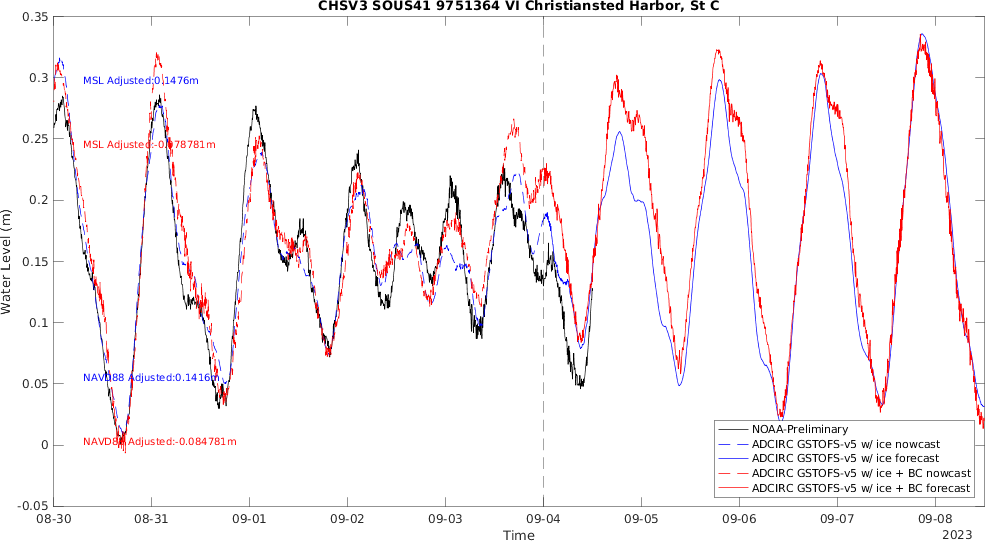 CHSV3 SOUS41 9751364 VI Christiansted Harbor, St C
0.35
0.3
0.25
0.2
0.15
0.1
0.05
0
-0.05
Water Level (m)
MSL Adjusted:0.1476m
MSL Adjusted:-0.078781m
NAVD88 Adjusted:0.1416m
NAVD88 Adjusted:-0.084781m
NOAA-Preliminary
ADCIRC GSTOFS-v5 w/ ice nowcast
ADCIRC GSTOFS-v5 w/ ice forecast
ADCIRC GSTOFS-v5 w/ ice + BC nowcast
ADCIRC GSTOFS-v5 w/ ice + BC forecast
08-30 08-31 09-01 09-02 09-03 09-04 09-05 09-06 09-07 09-08
Time
2023